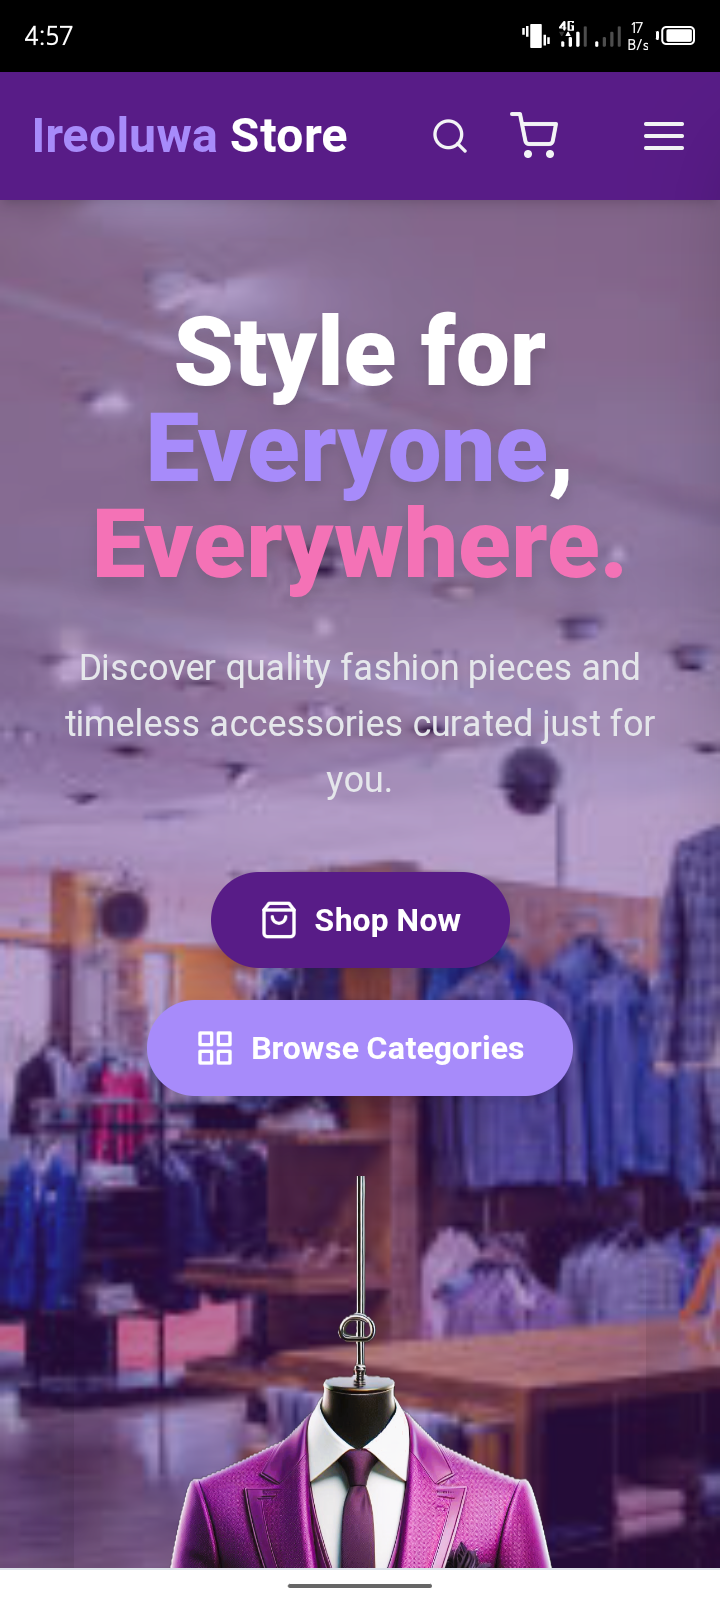 4:57
4G
17
B/s
Ireoluwa Store
Style for
Everyone,
Everywhere.
Discover quality fashion pieces and
timeless accessories curated just for
you.
Shop Now
Browse Categories